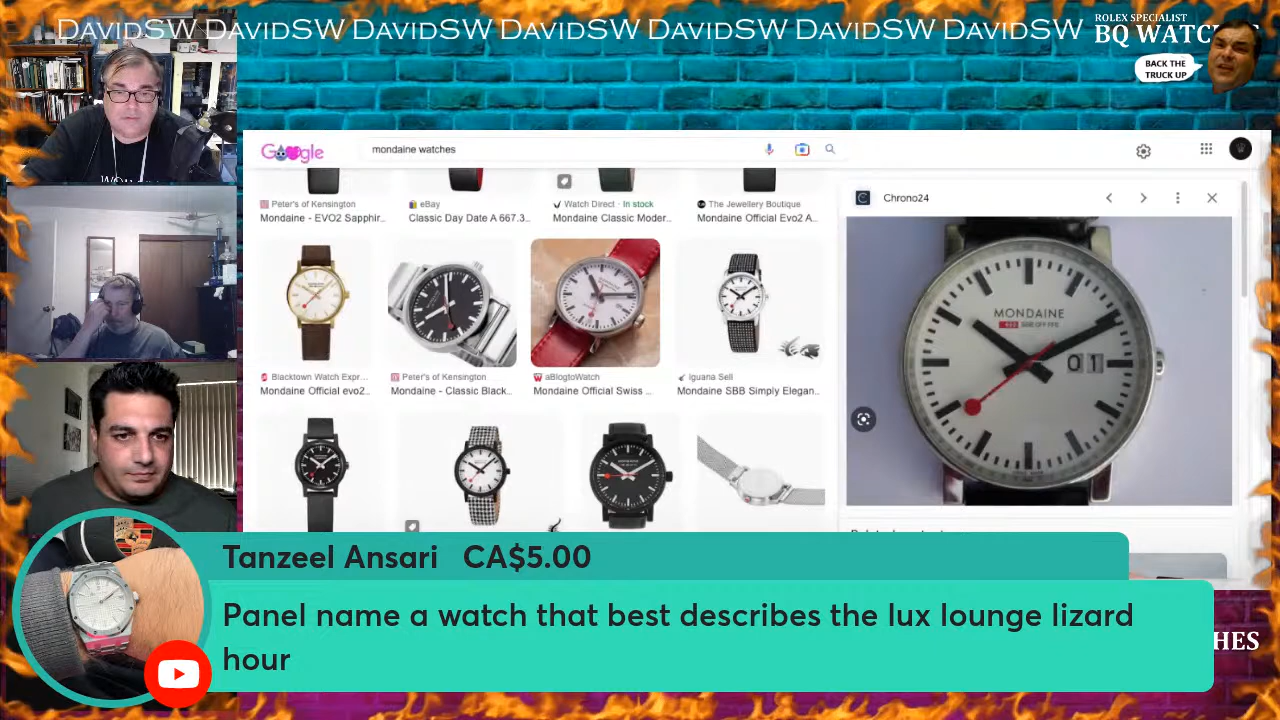 DavidSW DavidSW DavidSW DavidSW DavidSW DavidSW DavidSW
ROLEX SPECIALIST
BACK THE
TRUCK UP
mondaine watches
Chrono24
Peter's of Kensington
Mondaine - EVO2 Sapphir...
eBay
Classic Day Date A 667.3...
Watch Direct · In stock
Mondaine Classic Moder...
The Jewellery Boutique
Mondaine Official Evo2 A...
MONDAINE
SBB CFF FFS
01
Blacktown Watch Expr...
Mondaine Official evo2...
Peter's of Kensington
Mondaine - Classic Black...
aBlogtoWatch
Mondaine Official Swiss ...
Iguana Sell
Mondaine SBB Simply Elegan...
Tanzeel Ansari CA$5.00
Panel name a watch that best describes the lux lounge lizard
hour
HES